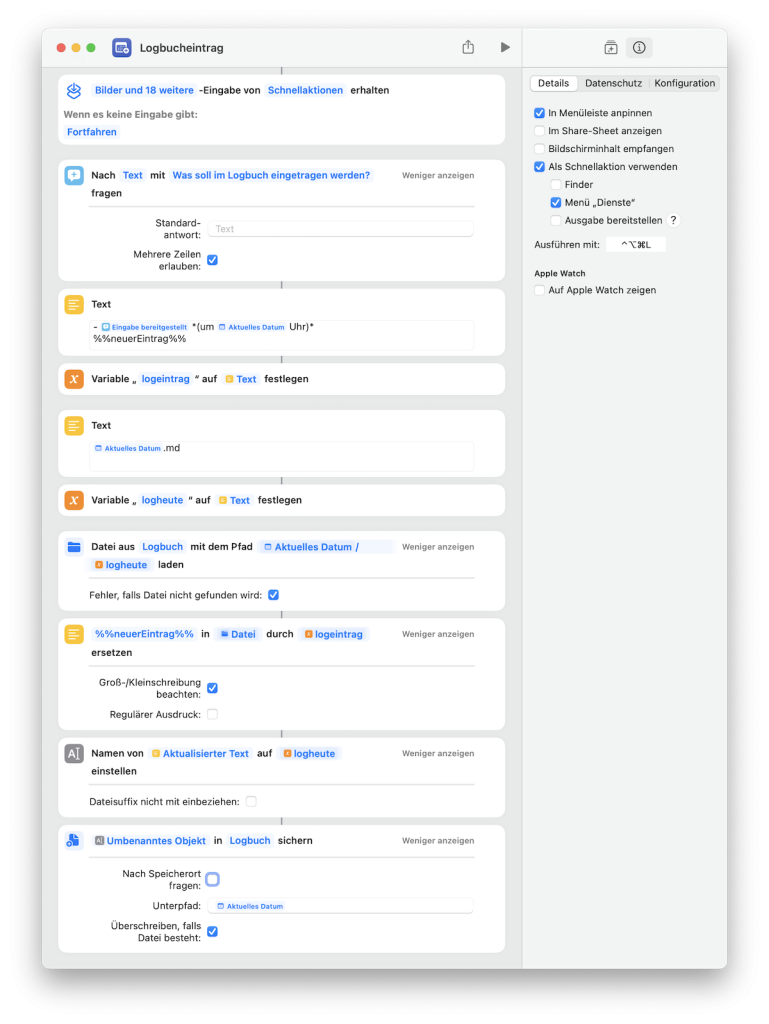 Logbucheintrag
Bilder und 18 weitere -Eingabe von Schnellaktionen erhalten
Wenn es keine Eingabe gibt:
Fortfahren
Nach Text mit Was soll im Logbuch eingetragen werden? Weniger anzeigen
fragen
Standard-
antwort: Text
Mehrere Zeilen
erlauben:
Text
- Eingabe bereitgestellt *(um Aktuelles Datum Uhr)*
%%neuerEintrag%%
Variable „ logeintrag “ auf Text festlegen
Text
Aktuelles Datum .md
Variable „ logheute “ auf Text festlegen
Datei aus Logbuch mit dem Pfad Aktuelles Datum / Weniger anzeigen
logheute laden
Fehler, falls Datei nicht gefunden wird:
%%neuerEintrag%% in Datei durch logeintrag Weniger anzeigen
ersetzen
Groß-/Kleinschreibung
beachten:
Regulärer Ausdruck:
Namen von Aktualisierter Text auf logheute Weniger anzeigen
einstellen
Dateisuffix nicht mit einbeziehen:
Umbenanntes Objekt in Logbuch sichern Weniger anzeigen
Nach Speicherort
fragen:
Unterpfad: Aktuelles Datum
Überschreiben, falls
Datei besteht:
Details Datenschutz Konfiguration
In Menüleiste anpinnen
Im Share-Sheet anzeigen
Bildschirminhalt empfangen
Als Schnellaktion verwenden
Finder
Menü „Dienste“
Ausgabe bereitstellen ?
Ausführen mit: ^⌥⌘L
Apple Watch
Auf Apple Watch zeigen